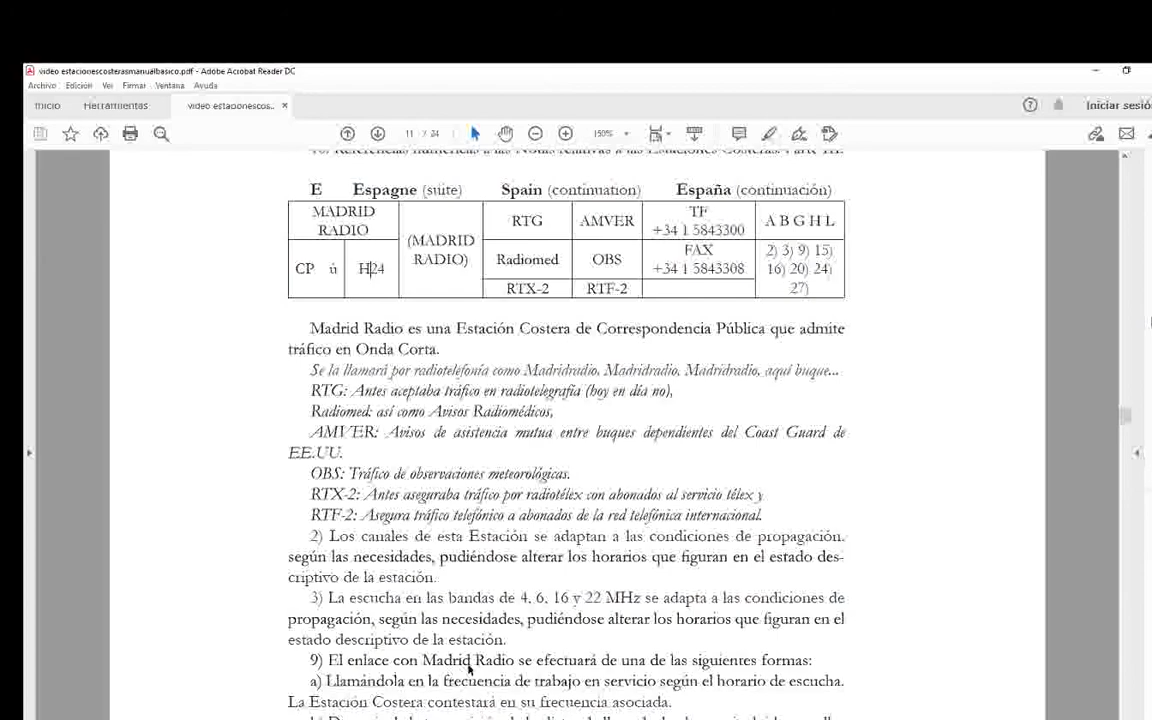 video estacionescosterasmanualbasico.pdf - Adobe Acrobat Reader DC
Archivo Edición Ver Firmar Ventana Ayuda
Inicio Herramientas video estacionescos... × Iniciar sesió
11 / 24 150%
E Espagne (suite) Spain (continuation) España (continuación)
MADRID RADIO
CP ú H24
(MADRID RADIO)
RTG AMVER TF +34 1 5843300 A B G H L
Radiomed OBS FAX +34 1 5843308 2) 3) 9) 15) 16) 20) 24) 27)
RTX-2 RTF-2
Madrid Radio es una Estación Costera de Correspondencia Pública que admite
tráfico en Onda Corta.
Se la llamará por radiotelefonía como Madridradio, Madridradio, Madridradio, aquí buque...
RTG: Antes aceptaba tráfico en radiotelegrafía (hoy en día no),
Radiomed: así como Avisos Radiomédicos,
AMVER: Avisos de asistencia mutua entre buques dependientes del Coast Guard de
EE.UU.
OBS: Tráfico de observaciones meteorológicas.
RTX-2: Antes aseguraba tráfico por radiotélex con abonados al servicio télex y
RTF-2: Asegura tráfico telefónico a abonados de la red telefónica internacional.
2) Los canales de esta Estación se adaptan a las condiciones de propagación,
según las necesidades, pudiéndose alterar los horarios que figuran en el estado des-
criptivo de la estación.
3) La escucha en las bandas de 4, 6, 16 y 22 MHz se adapta a las condiciones de
propagación, según las necesidades, pudiéndose alterar los horarios que figuran en el
estado descriptivo de la estación.
9) El enlace con Madrid Radio se efectuará de una de las siguientes formas:
a) Llamándola en la frecuencia de trabajo en servicio según el horario de escucha.
La Estación Costera contestará en su frecuencia asociada.